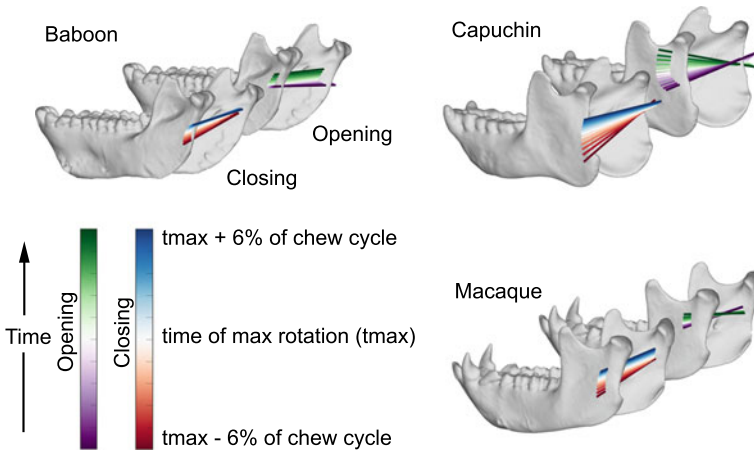 Baboon
Capuchin
Opening
Closing
tmax + 6% of chew cycle
Macaque
Time
Opening
Closing
time of max rotation (tmax)
tmax - 6% of chew cycle